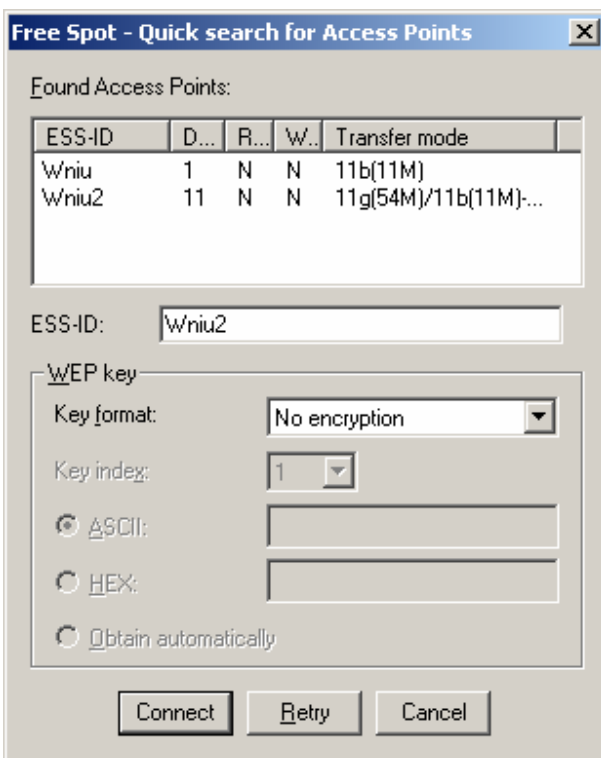 Free Spot - Quick search for Access Points
Found Access Points:
ESS-ID D... R... W.. Transfer mode
Wniu 1 N N 11b(11M)
Wniu2 11 N N 11g(54M)/11b(11M)-...
ESS-ID: Wniu2
WEP key
Key format: No encryption
Key index: 1
ASCII:
HEX:
Obtain automatically
Connect Retry Cancel